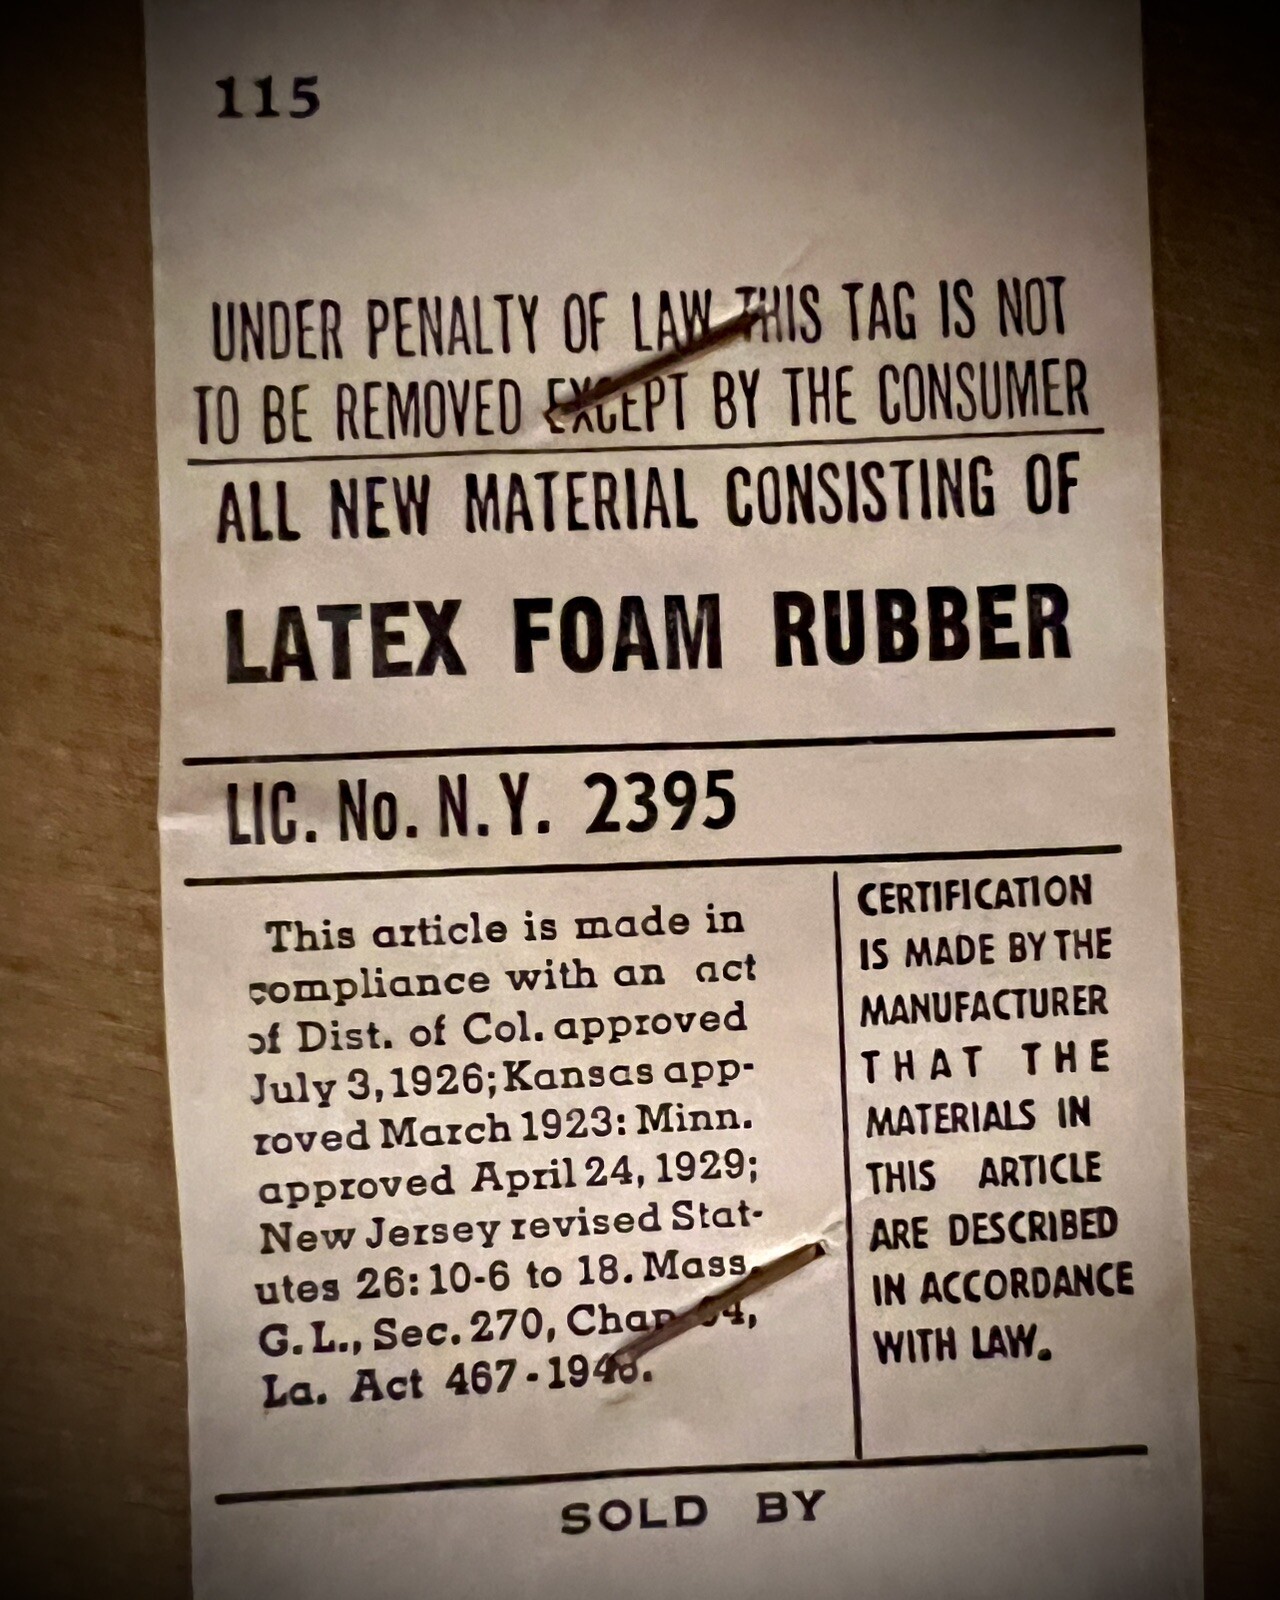 115
UNDER PENALTY OF LAW THIS TAG IS NOT
TO BE REMOVED EXCEPT BY THE CONSUMER
ALL NEW MATERIAL CONSISTING OF
LATEX FOAM RUBBER
LIC. No. N.Y. 2395
This article is made in
compliance with an act
of Dist. of Col. approved
July 3, 1926; Kansas app-
roved March 1923: Minn.
approved April 24, 1929;
New Jersey revised Stat-
utes 26:10-6 to 18. Mass.
G. L., Sec. 270, Chap.
La. Act 467-
CERTIFICATION
IS MADE BY THE
MANUFACTURER
THAT THE
MATERIALS IN
THIS ARTICLE
ARE DESCRIBED
IN ACCORDANCE
WITH LAW.
SOLD BY